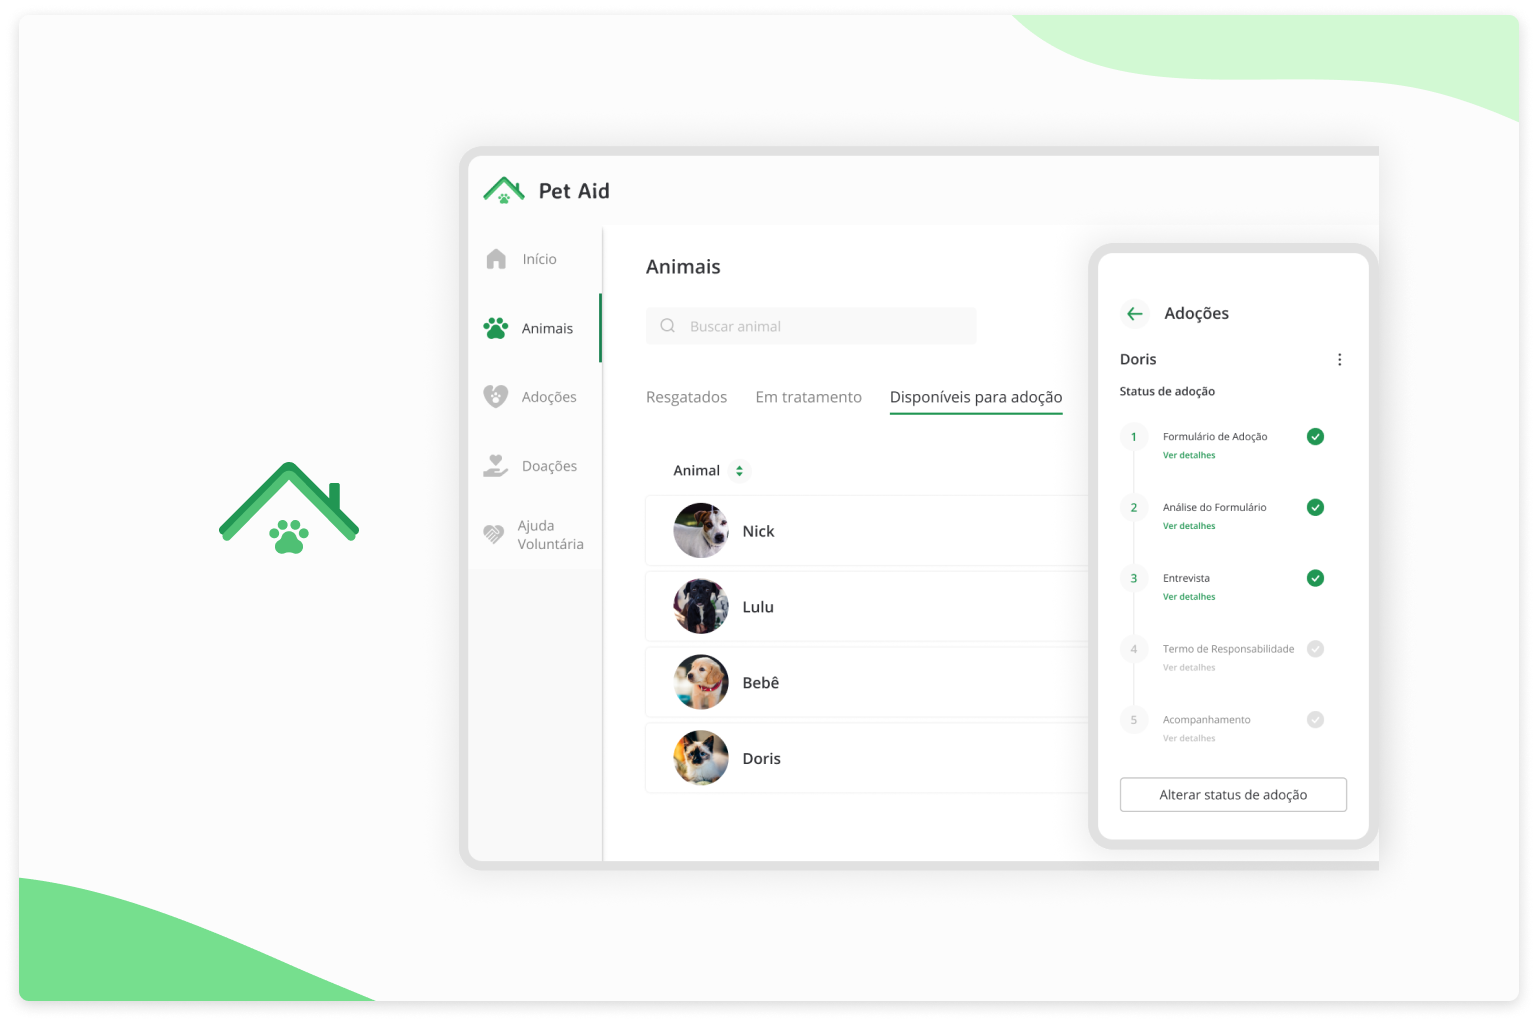 Pet Aid
Início
Animais
Adoções
Doações
Ajuda
Voluntária
Animais
Buscar animal
Resgatados
Em tratamento
Disponíveis para adoção
Animal
Nick
Lulu
Bebê
Doris
Adoções
Doris
Status de adoção
1
Formulário de Adoção
Ver detalhes
2
Análise do Formulário
Ver detalhes
3
Entrevista
Ver detalhes
4
Termo de Responsabilidade
Ver detalhes
5
Acompanhamento
Ver detalhes
Alterar status de adoção